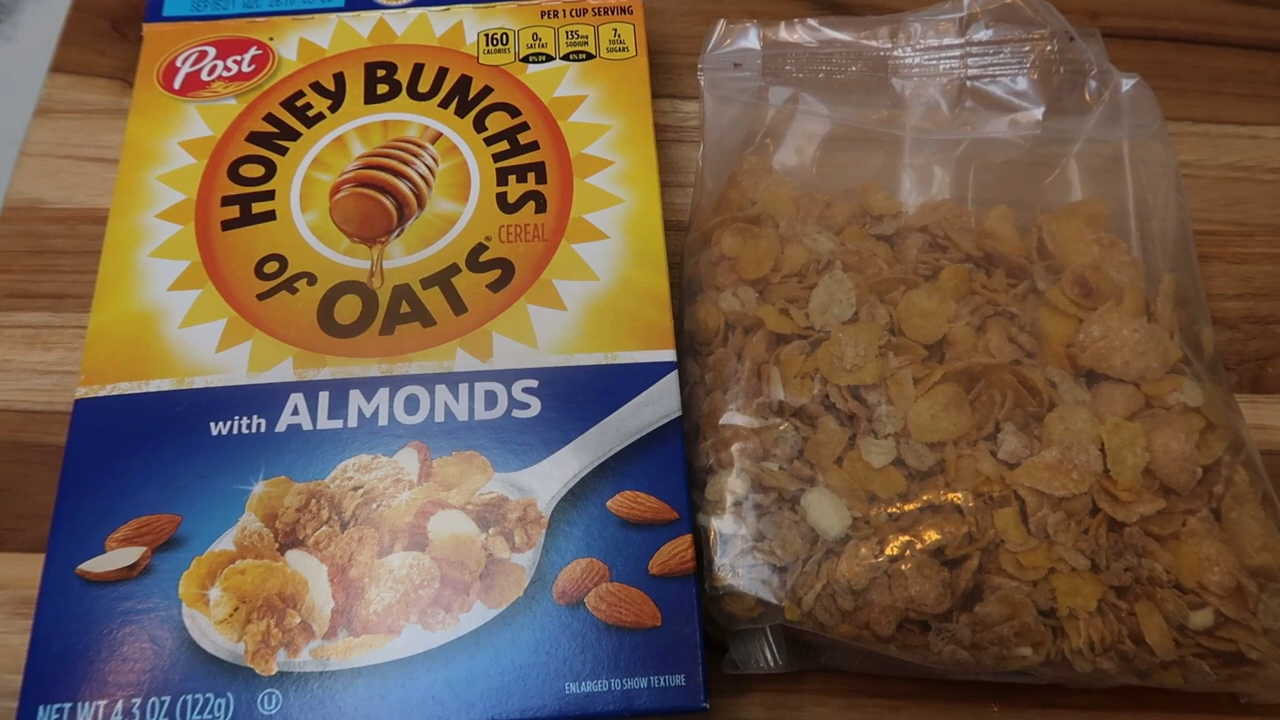 PER 1 CUP SERVING
160
CALORIES
0g
SAT FAT
0% DV
135mg
SODIUM
6% DV
7g
TOTAL
SUGARS
Post
HONEY BUNCHES
of OATS®
CEREAL
with ALMONDS
ENLARGED TO SHOW TEXTURE
NET WT 4.3 OZ (122g) U